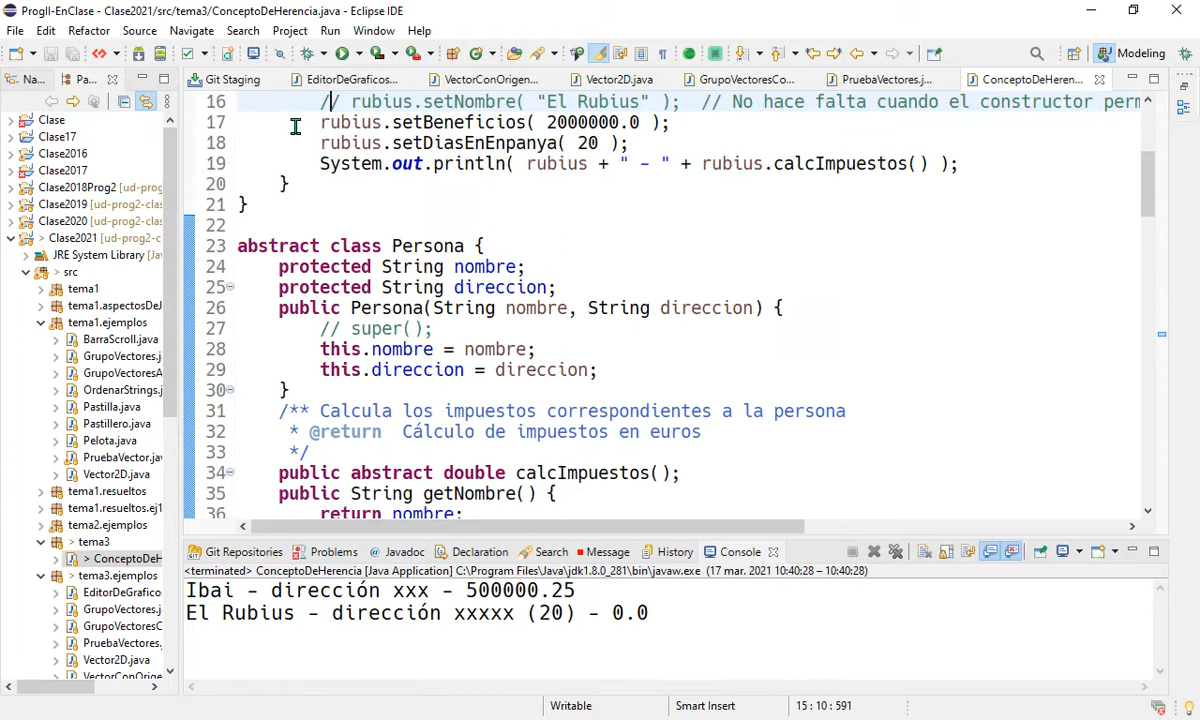 ProgII-EnClase - Clase2021/src/tema3/ConceptoDeHerencia.java - Eclipse IDE
File Edit Refactor Source Navigate Search Project Run Window Help
Modeling
Na... Pa...
Git Staging EditorDeGraficos... VectorConOrigen... Vector2D.java GrupoVectoresCo... PruebaVectores.j... ConceptoDeHeren...
Clase
Clase17
Clase2016
Clase2017
Clase2018Prog2 [ud-prog2-clas
Clase2019 [ud-prog2-clas
Clase2020 [ud-prog2-clas
> Clase2021 [ud-prog2-c
JRE System Library [Jav
> src
tema1
tema1.aspectosDeJ
tema1.ejemplos
BarraScroll.java
GrupoVectores.j
GrupoVectoresA
OrdenarStrings.j
Pastilla.java
Pastillero.java
Pelota.java
PruebaVector.jav
Vector2D.java
tema1.resueltos
tema1.resueltos.ej1
tema2.ejemplos
> tema3
> ConceptoDeH
tema3.ejemplos
EditorDeGrafico
GrupoVectores.j
GrupoVectoresC
PruebaVectores.
Vector2D.java
VectorConOrige
16 // rubius.setNombre( "El Rubius" ); // No hace falta cuando el constructor perm
17 rubius.setBeneficios( 2000000.0 );
18 rubius.setDiasEnEnpanya( 20 );
19 System.out.println( rubius + " - " + rubius.calcImpuestos() );
20 }
21 }
22
23 abstract class Persona {
24 protected String nombre;
25 protected String direccion;
26 public Persona(String nombre, String direccion) {
27 // super();
28 this.nombre = nombre;
29 this.direccion = direccion;
30 }
31 /** Calcula los impuestos correspondientes a la persona
32 * @return Cálculo de impuestos en euros
33 */
34 public abstract double calcImpuestos();
35 public String getNombre() {
36 return nombre;
Git Repositories Problems @ Javadoc Declaration Search Message History Console
<terminated> ConceptoDeHerencia [Java Application] C:\Program Files\Java\jdk1.8.0_281\bin\javaw.exe (17 mar. 2021 10:40:28 – 10:40:28)
Ibai - dirección xxx - 500000.25
El Rubius - dirección xxxxx (20) - 0.0
Writable Smart Insert 15 : 10 : 591